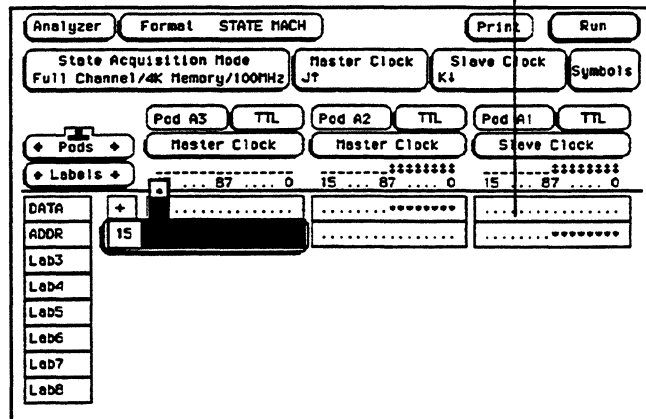 Analyzer Format STATE MACH Print Run
State Acquisition Mode
Full Channel/4K Memory/100MHz
Master Clock
J↑
Slave Clock
K↓
Symbols
Pod A3 TTL Pod A2 TTL Pod A1 TTL
← Pods → Master Clock Master Clock Slave Clock
← Labels →
... 87 .... 0 15 ... 87 .... 0 15 ... 87 .... 0
DATA + .............. ........******** ................
ADDR 15 ................ ........********
Lab3
Lab4
Lab5
Lab6
Lab7
Lab8